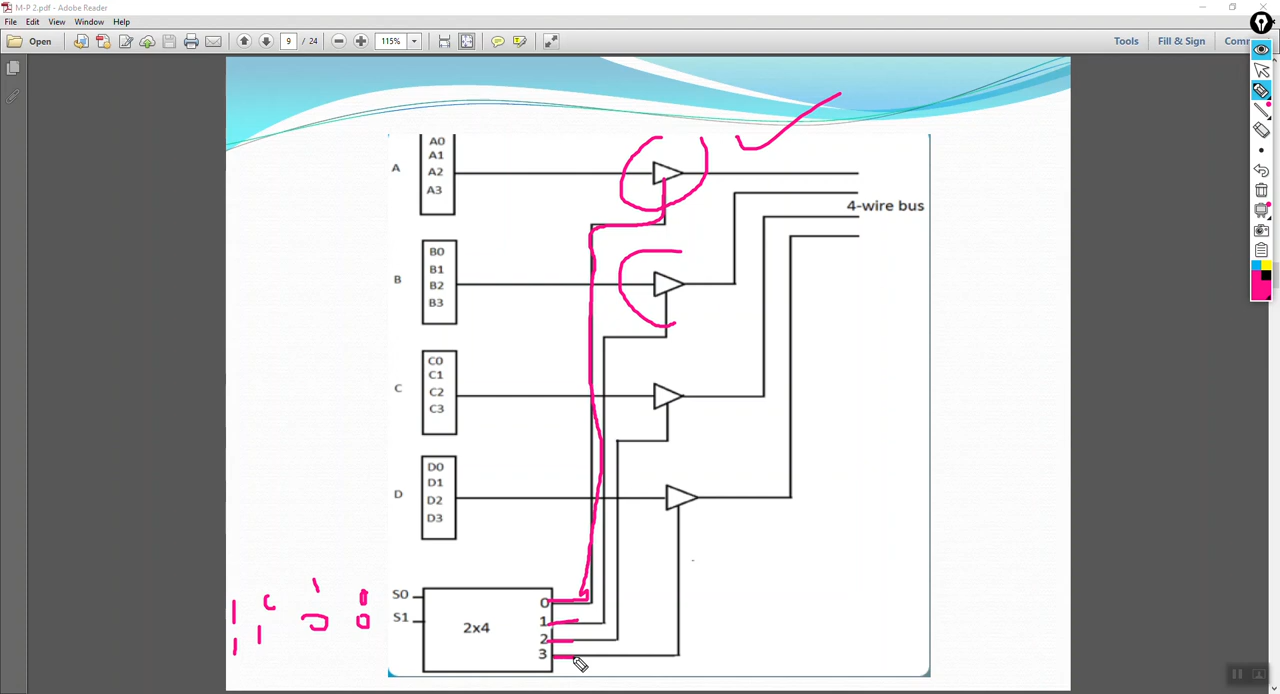 M-P 2.pdf - Adobe Reader
File Edit View Window Help
Open 9 / 24 115% Tools Fill & Sign
A0
A1
A A2
A3
4-wire bus
B0
B1
B B2
B3
C0
C1
C C2
C3
D0
D1
D D2
D3
S0 0
S1 1
2x4 2
3